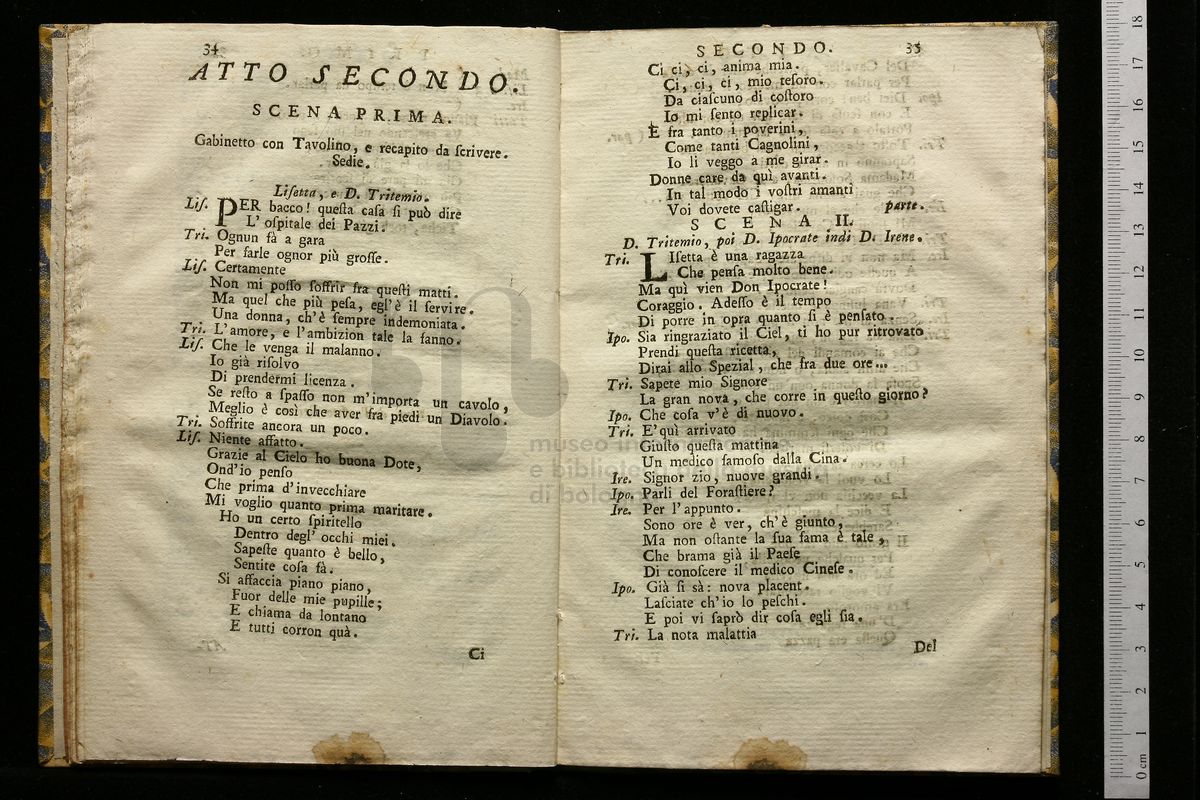 34
ATTO SECONDO.
SCENA PRIMA.
Gabinetto con Tavolino, e recapito da ſcrivere.
Sedie.
Liſetta, e D. Tritemio.
Liſ. PER bacco! queſta caſa ſi può dire
L' oſpitale dei Pazzi.
Tri. Ognun fà a gara
Per farle ognor più groſſe.
Liſ. Certamente
Non mi poſſo ſoffrir fra queſti matti.
Ma quel che più peſa, egl'è il ſervire.
Una donna, ch'è ſempre indemoniata.
Tri. L'amore, e l'ambizion tale la fanno.
Liſ. Che le venga il malanno.
Io già riſolvo
Di prendermi licenza.
Se reſto a ſpaſſo non m'importa un cavolo,
Meglio è così che aver fra piedi un Diavolo.
Tri. Soffrite ancora un poco.
Liſ. Niente affatto.
Grazie al Cielo ho buona Dote,
Ond'io penſo
Che prima d'invecchiare
Mi voglio quanto prima maritare.
Ho un certo ſpiritello
Dentro degl' occhi miei.
Sapeſte quanto è bello,
Sentite coſa fà.
Si affaccia piano piano,
Fuor delle mie pupille;
E chiama da lontano
E tutti corron quà.
Ci
SECONDO. 35
Ci ci, ci, anima mia.
Ci, ci, ci, mio teſoro.
Da ciaſcuno di coſtoro
Io mi ſento replicar.
E fra tanto i poverini,
Come tanti Cagnolini,
Io li veggo a me girar.
Donne care da quì avanti.
In tal modo i voſtri amanti
Voi dovete caſtigar. parte.
SCENA II.
D. Tritemio, poi D. Ipocrate indi D. Irene.
Tri. LIſetta è una ragazza
Che penſa molto bene.
Ma quì vien Don Ipocrate!
Coraggio. Adeſſo è il tempo
Di porre in opra quanto ſi è penſato.
Ipo. Sia ringraziato il Ciel, ti ho pur ritrovato
Prendi queſta ricetta,
Dirai allo Spezial, che fra due ore...
Tri. Sapete mio Signore
La gran nova, che corre in queſto giorno?
Ipo. Che coſa v'è di nuovo.
Tri. E'quì arrivato
Giuſto queſta mattina
Un medico famoſo dalla Cina.
Ire. Signor zio, nuove grandi.
Ipo. Parli del Foraſtiere?
Ire. Per l'appunto.
Sono ore è ver, ch'è giunto,
Ma non oſtante la ſua fama è tale,
Che brama già il Paeſe
Di conoſcere il medico Cineſe.
Ipo. Già ſi sà: nova placent.
Laſciate ch'io lo peſchi.
E poi vi ſaprò dir coſa egli ſia.
Tri. La nota malattia
Del